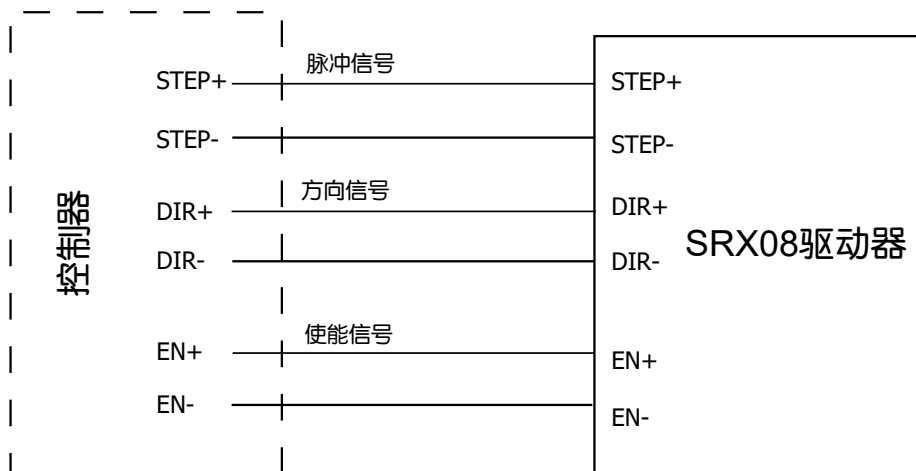 脉冲信号
STEP+ STEP+
STEP- STEP-
方向信号
DIR+ DIR+
控制器
SRX08驱动器
DIR- DIR-
使能信号
EN+ EN+
EN- EN-